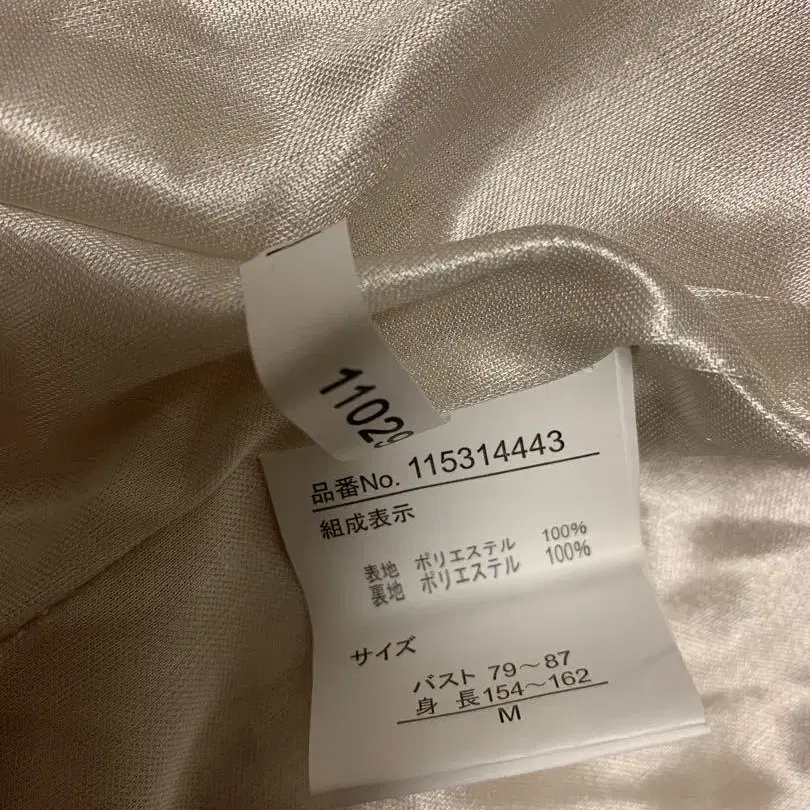 11029
品番No. 115314443
組成表示
表地 ポリエステル 100%
裏地 ポリエステル 100%
サイズ
バスト 79～87
身 長154～162
M